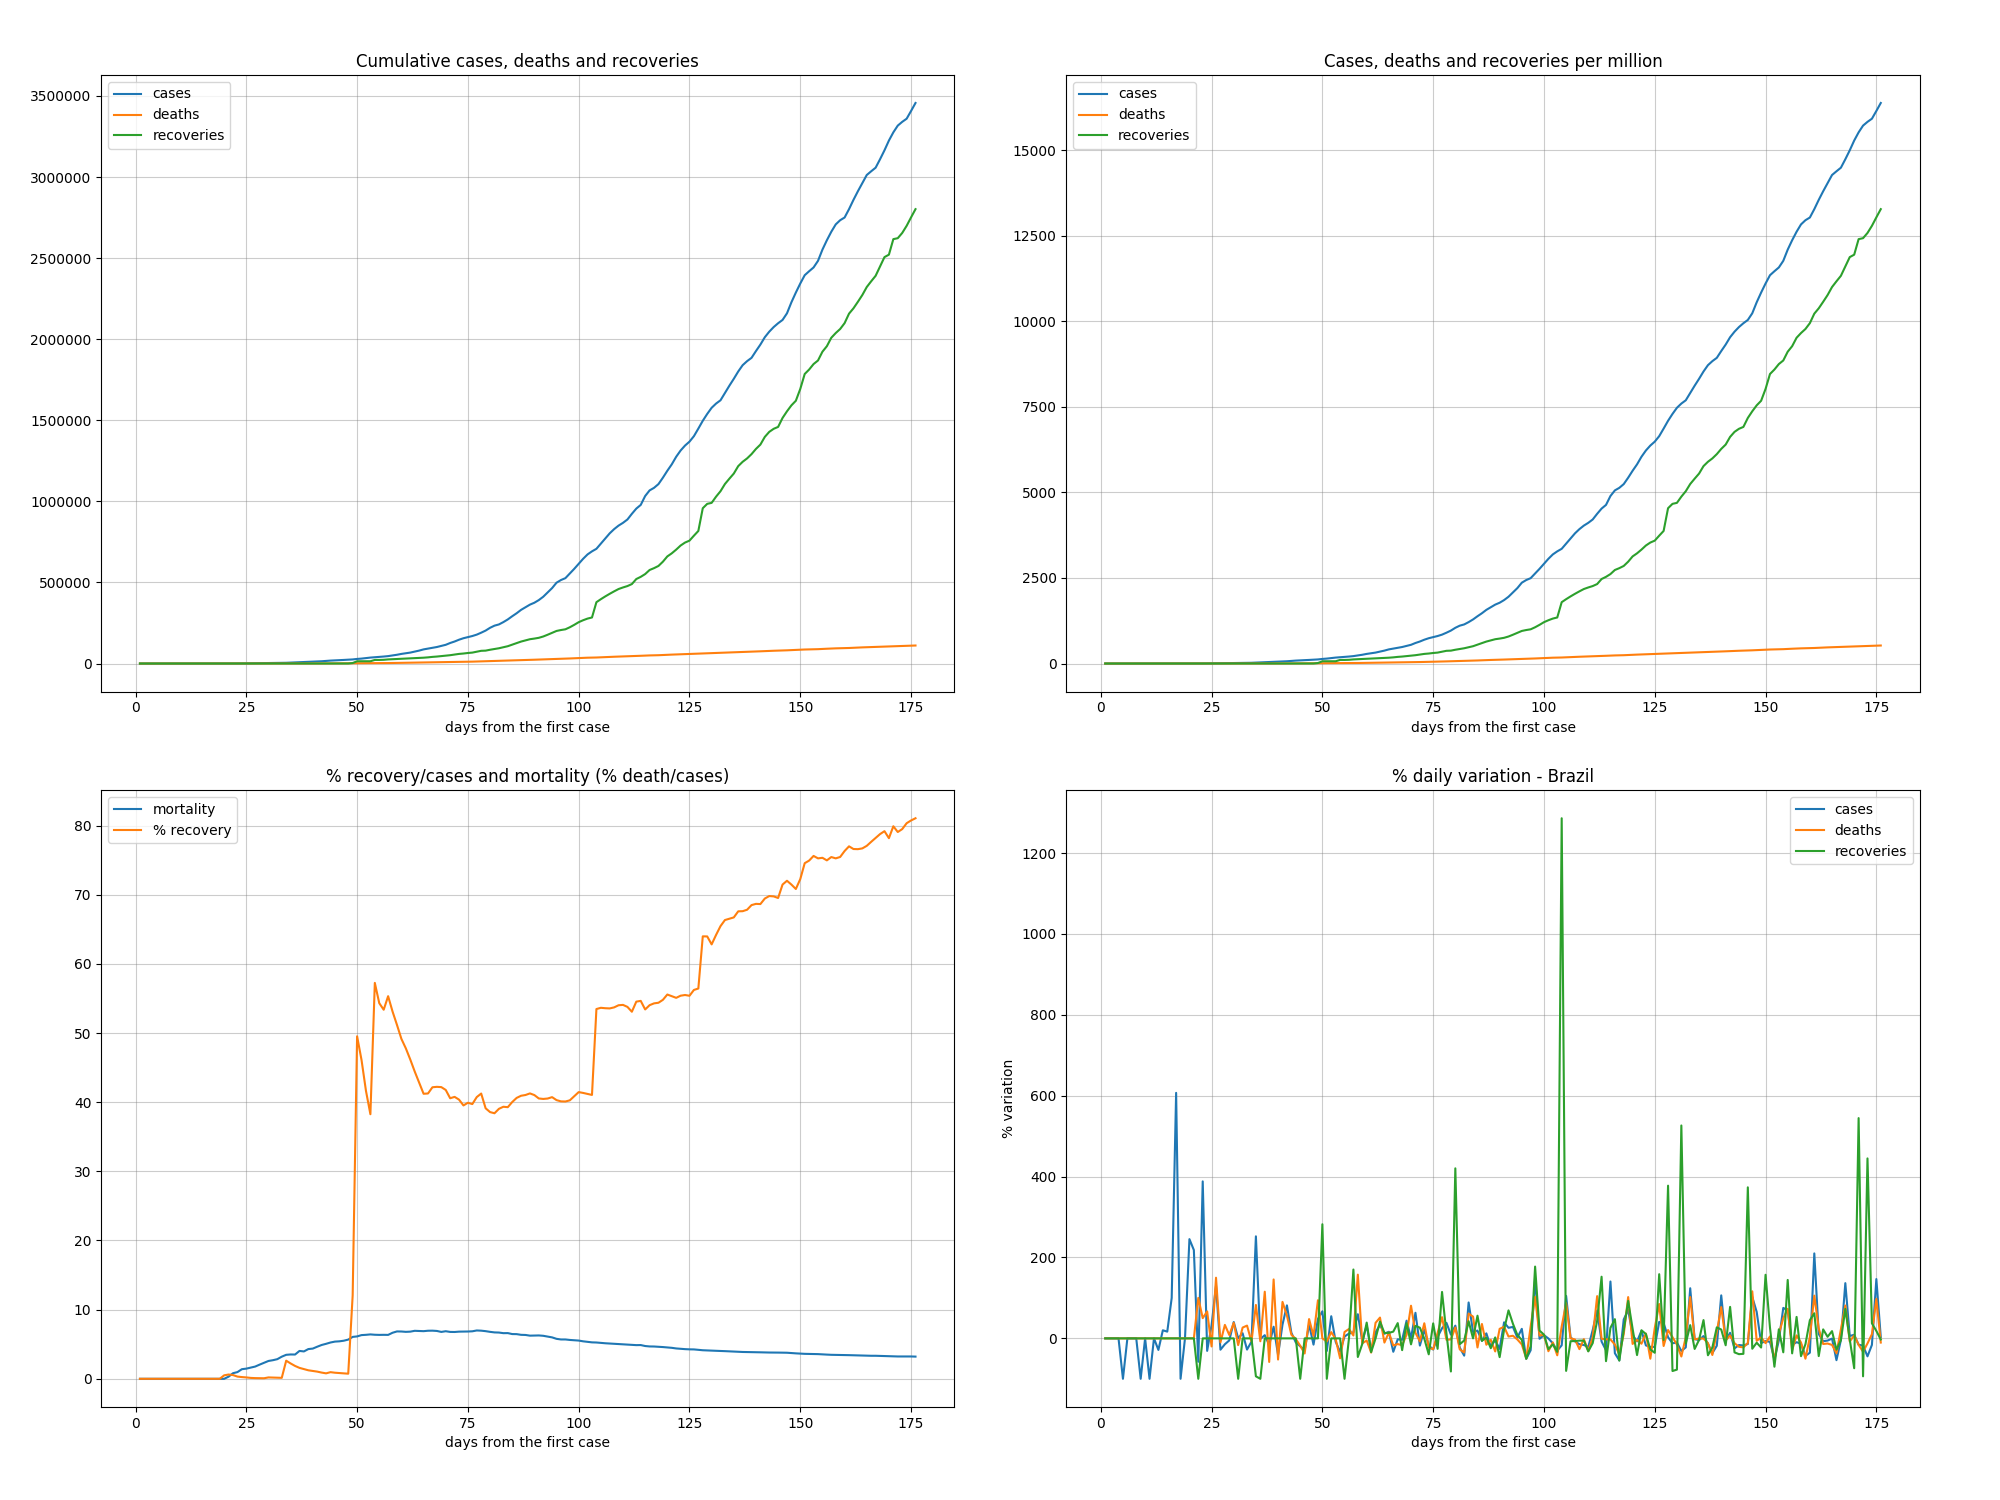 Cumulative cases, deaths and recoveries
cases
deaths
recoveries
3500000
3000000
2500000
2000000
1500000
1000000
500000
0
0 25 50 75 100 125 150 175
days from the first case
Cases, deaths and recoveries per million
cases
deaths
recoveries
15000
12500
10000
7500
5000
2500
0
0 25 50 75 100 125 150 175
days from the first case
% recovery/cases and mortality (% death/cases)
mortality
% recovery
80
70
60
50
40
30
20
10
0
0 25 50 75 100 125 150 175
days from the first case
% daily variation - Brazil
cases
deaths
recoveries
% variation
1200
1000
800
600
400
200
0
0 25 50 75 100 125 150 175
days from the first case